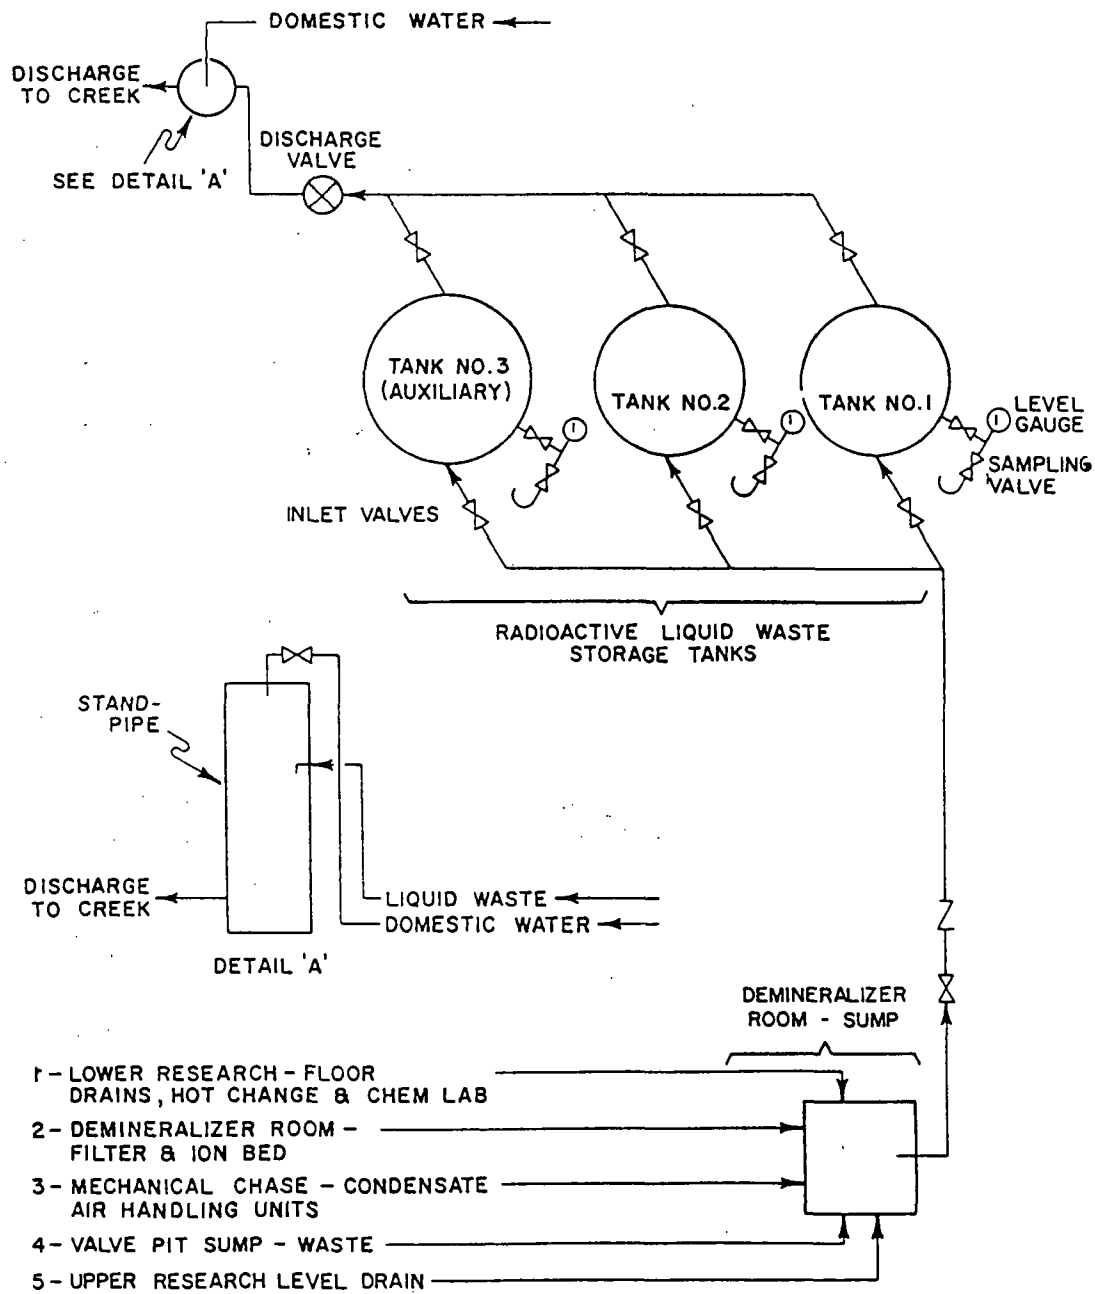 DOMESTIC WATER
DISCHARGE
TO CREEK
SEE DETAIL 'A'
DISCHARGE
VALVE
TANK NO.3
(AUXILIARY)
TANK NO.2
TANK NO.1
LEVEL
GAUGE
SAMPLING
VALVE
INLET VALVES
RADIOACTIVE LIQUID WASTE
STORAGE TANKS
STAND-
PIPE
DISCHARGE
TO CREEK
LIQUID WASTE
DOMESTIC WATER
DETAIL 'A'
DEMINERALIZER
ROOM - SUMP
1- LOWER RESEARCH - FLOOR
DRAINS, HOT CHANGE & CHEM LAB
2- DEMINERALIZER ROOM -
FILTER & ION BED
3- MECHANICAL CHASE - CONDENSATE
AIR HANDLING UNITS
4- VALVE PIT SUMP - WASTE
5- UPPER RESEARCH LEVEL DRAIN